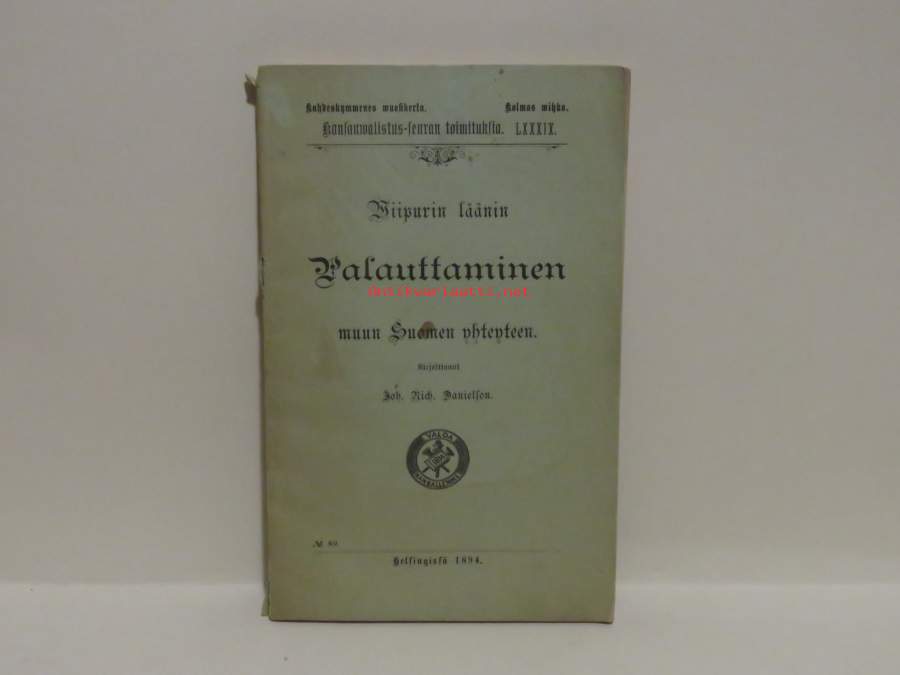 Kahdeskymmenes wuosikerta. Kolmas wihko.
Kansanwalistus-seuran toimituksia. LXXXIX.
Wiipurin läänin
Palauttaminen
Antikvariaatti.net
muun Suomen yhteyteen.
Kirjoittanut
Joh. Rich. Danielson.
VALOA
KANSALLENNE
№ 89.
Helsingissä 1894.